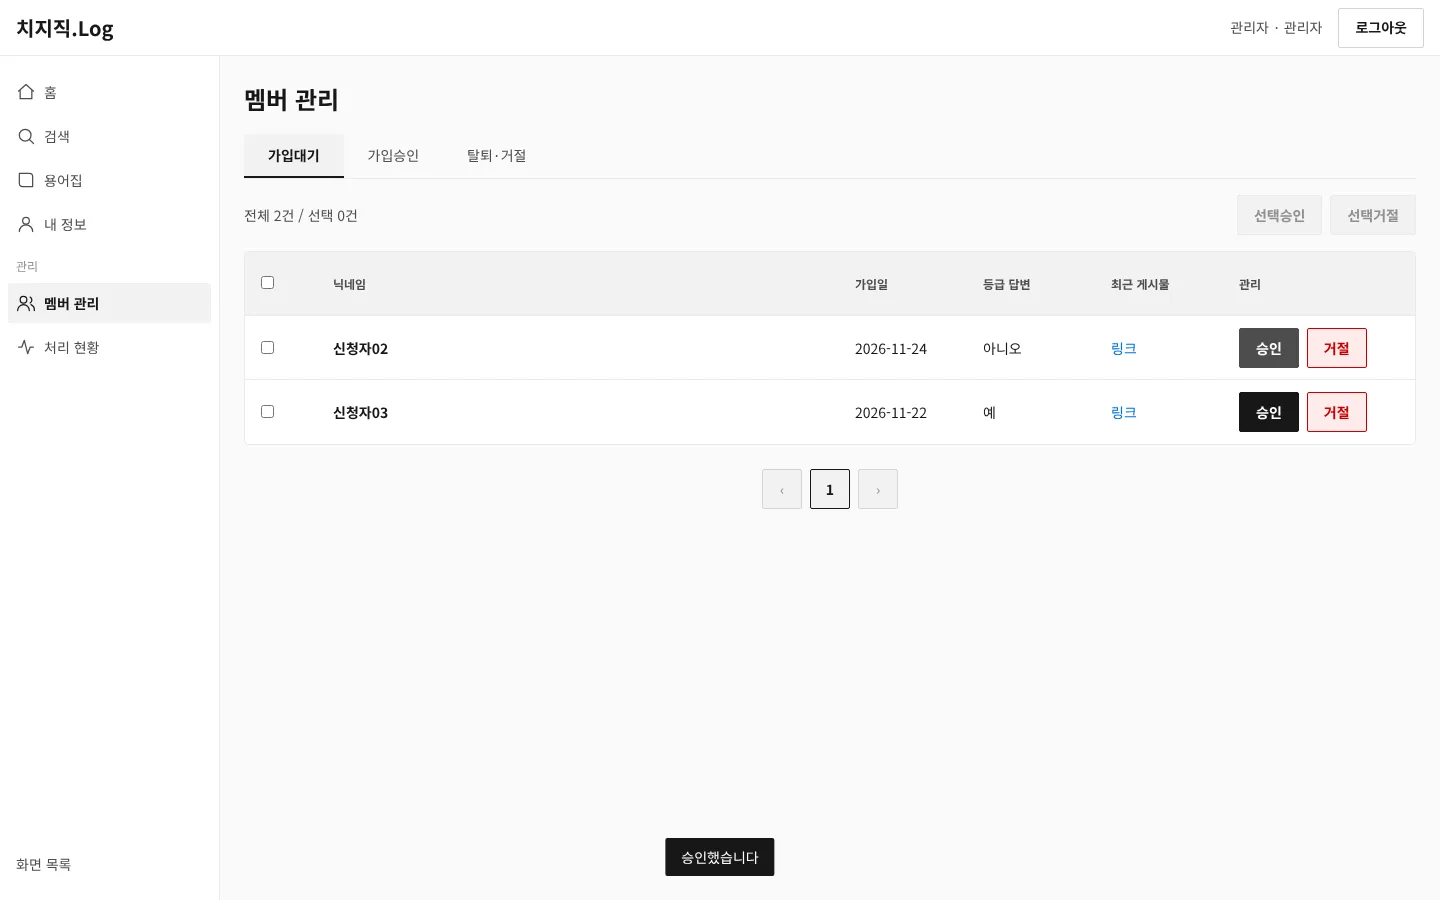 치지직.Log
관리자 · 관리자
로그아웃
홈
검색
용어집
내 정보
관리
멤버 관리
처리 현황
화면 목록
멤버 관리
가입대기 가입승인 탈퇴·거절
전체 2건 / 선택 0건
선택승인 선택거절
닉네임 가입일 등급 답변 최근 게시물 관리
신청자02 2026-11-24 아니오 링크 승인 거절
신청자03 2026-11-22 예 링크 승인 거절
‹ 1 ›
승인했습니다